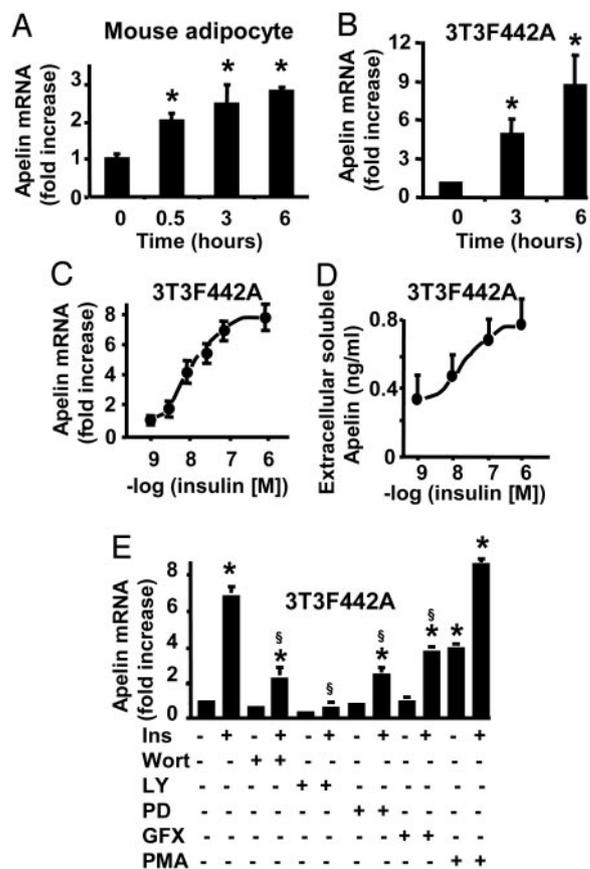 A
Mouse adipocyte
Apelin mRNA
(fold increase)
3
2
1
0
* * *
0 0.5 3 6
Time (hours)
B
3T3F442A
Apelin mRNA
(fold increase)
12
9
6
3
0
* *
0 3 6
Time (hours)
C
3T3F442A
Apelin mRNA
(fold increase)
8
6
4
2
0
9 8 7 6
-log (insulin [M])
D
3T3F442A
Extracellular soluble
Apelin (ng/ml)
0.8
0.4
0
9 8 7 6
-log (insulin [M])
E
3T3F442A
Apelin mRNA
(fold increase)
8
6
4
2
0
* § * § § * § * * *
Ins - + - + - + - + - + - +
Wort - - + + - - - - - - - -
LY - - - - + + - - - - - -
PD - - - - - - + + - - - -
GFX - - - - - - - - + + - -
PMA - - - - - - - - - - + +